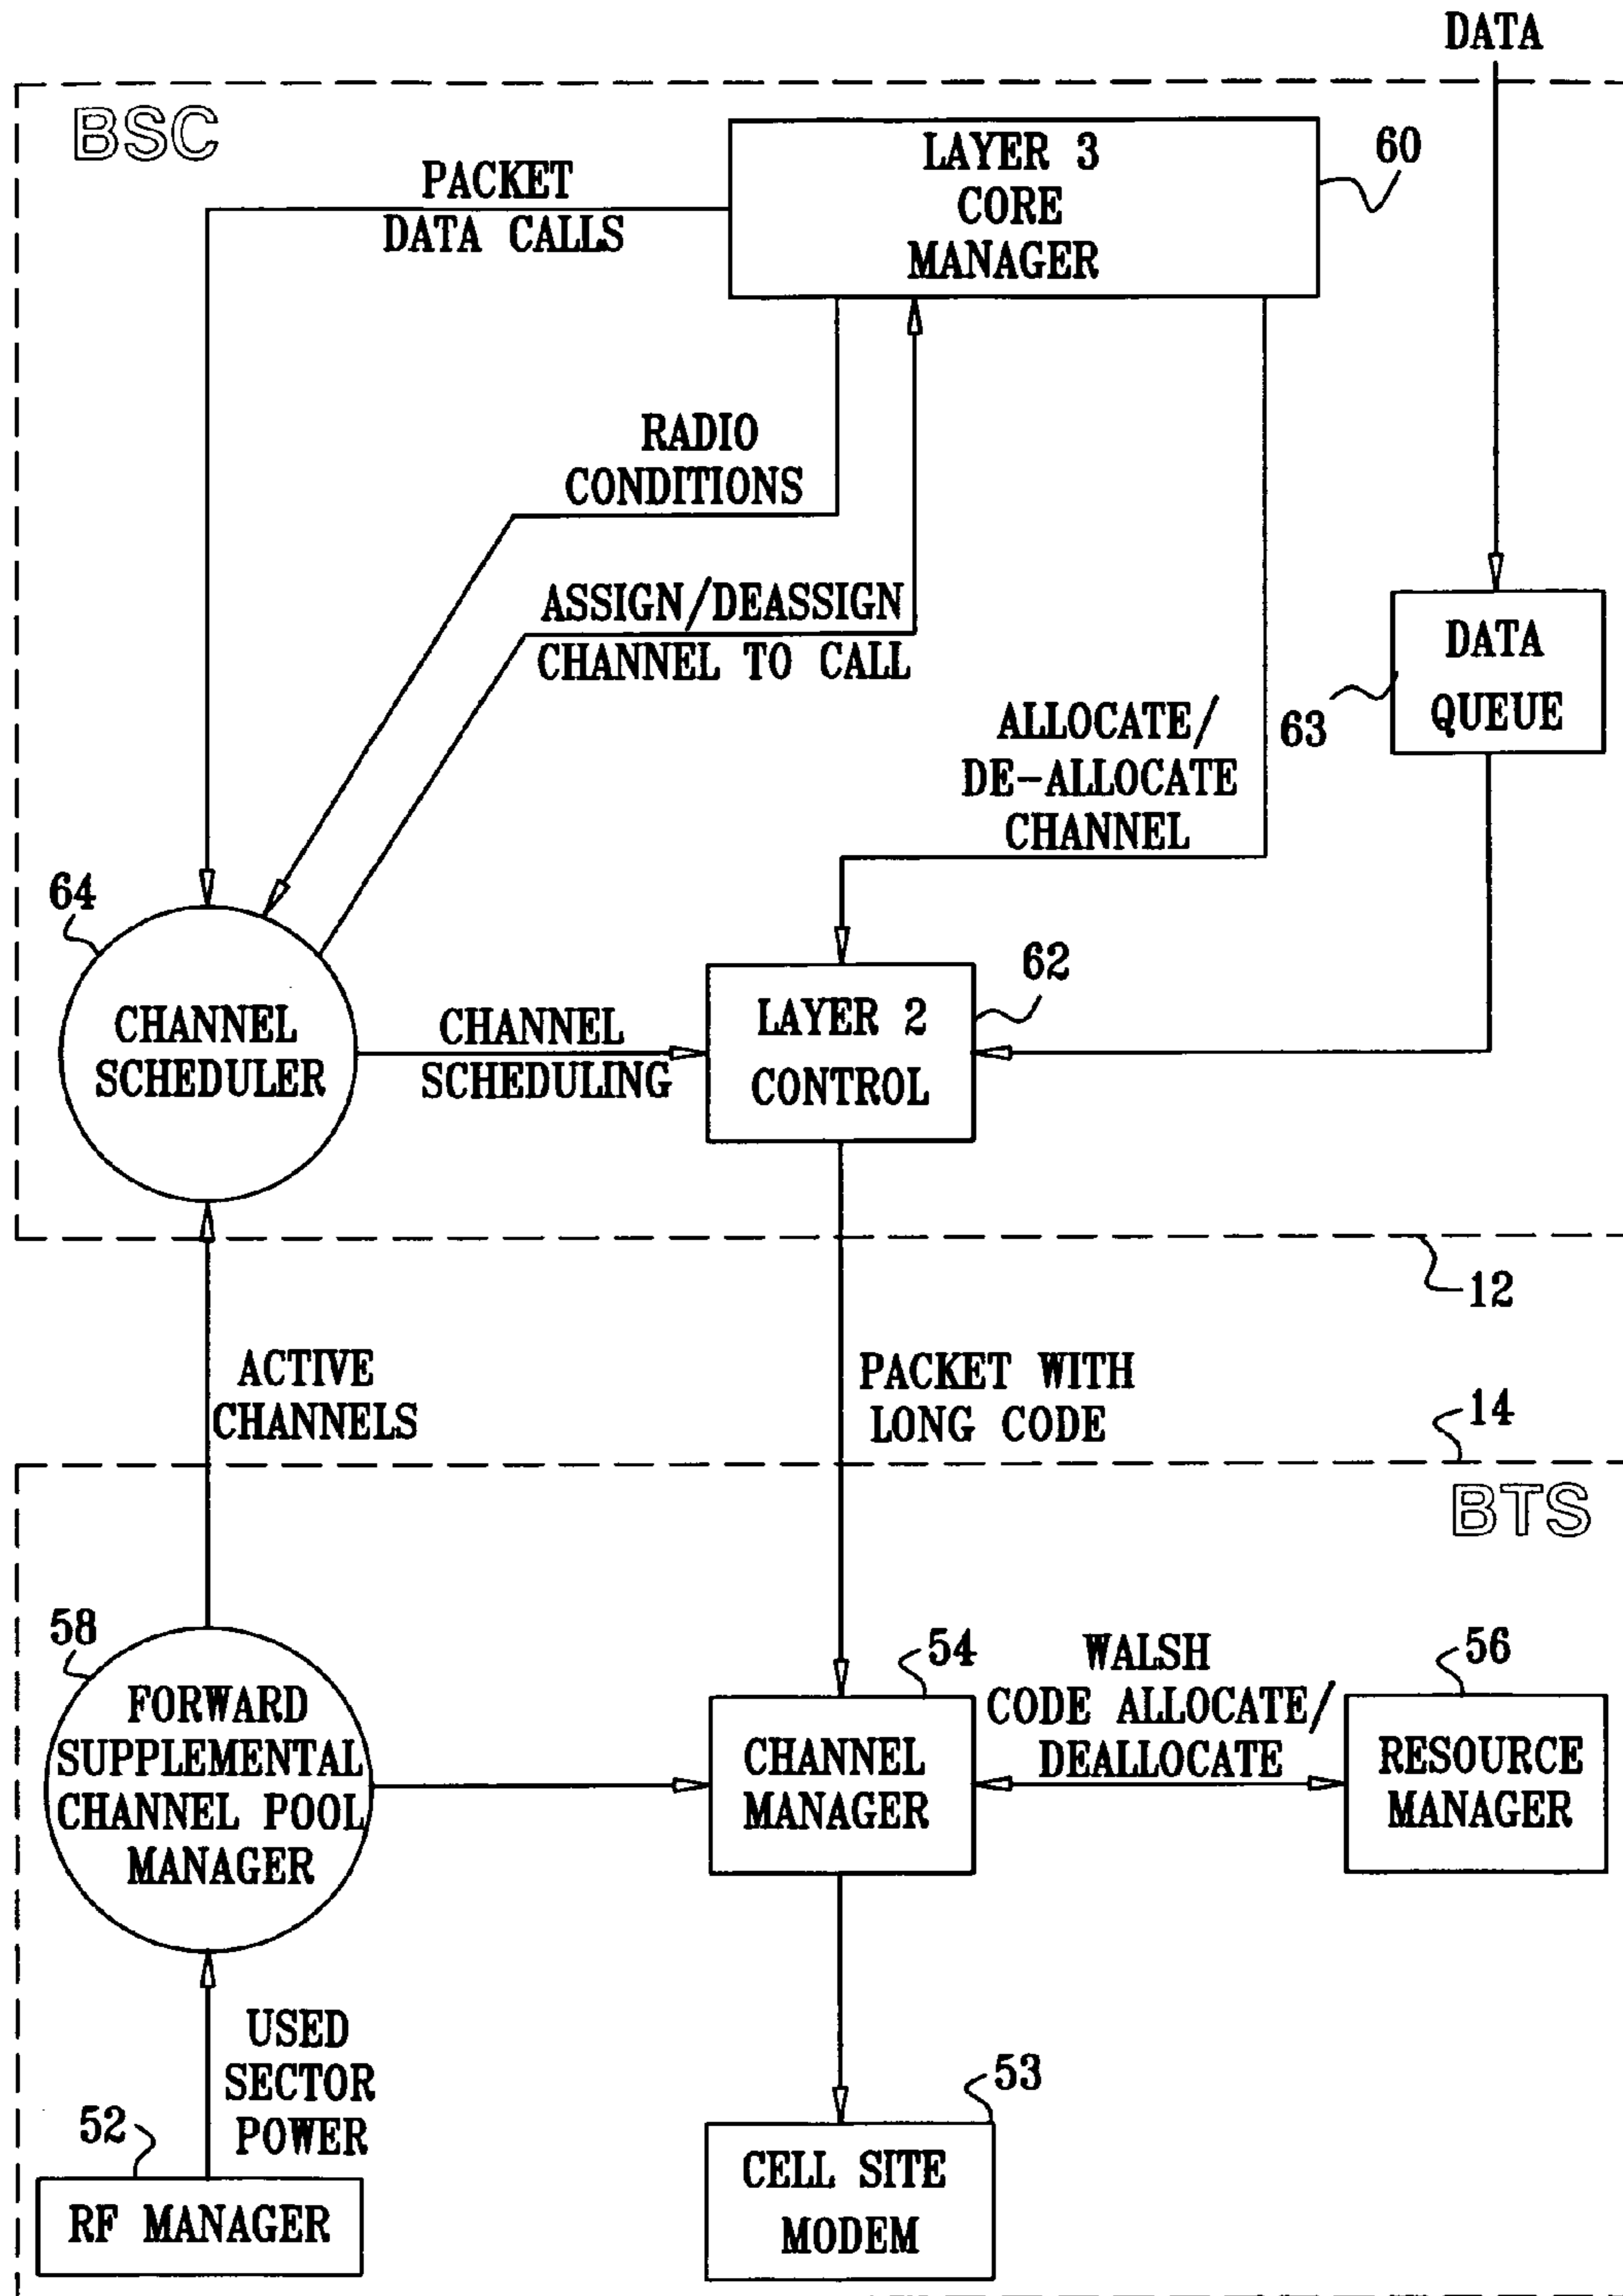 DATA
BSC
LAYER 3
CORE
MANAGER
60
PACKET
DATA CALLS
RADIO
CONDITIONS
ASSIGN/DEASSIGN
CHANNEL TO CALL
DATA
QUEUE
63
ALLOCATE/
DE-ALLOCATE
CHANNEL
64
CHANNEL
SCHEDULER
CHANNEL
SCHEDULING
LAYER 2
CONTROL
62
12
ACTIVE
CHANNELS
PACKET WITH
LONG CODE
14
BTS
58
FORWARD
SUPPLEMENTAL
CHANNEL POOL
MANAGER
54
CHANNEL
MANAGER
WALSH
CODE ALLOCATE/
DEALLOCATE
56
RESOURCE
MANAGER
USED
SECTOR
POWER
52
RF MANAGER
53
CELL SITE
MODEM